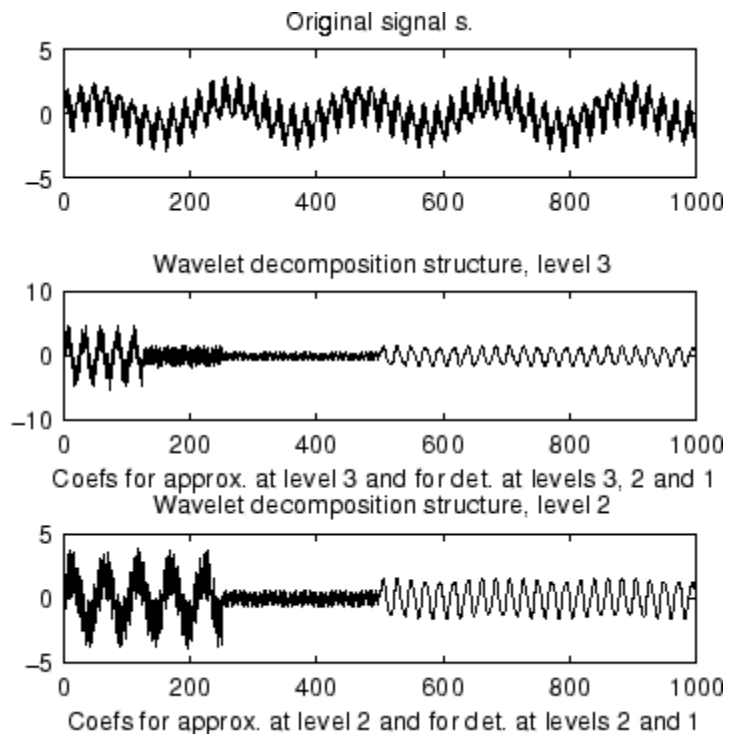 Original signal s.
5
0
−5
0 200 400 600 800 1000
Wavelet decomposition structure, level 3
10
0
−10
0 200 400 600 800 1000
Coefs for approx. at level 3 and for det. at levels 3, 2 and 1
Wavelet decomposition structure, level 2
5
0
−5
0 200 400 600 800 1000
Coefs for approx. at level 2 and for det. at levels 2 and 1